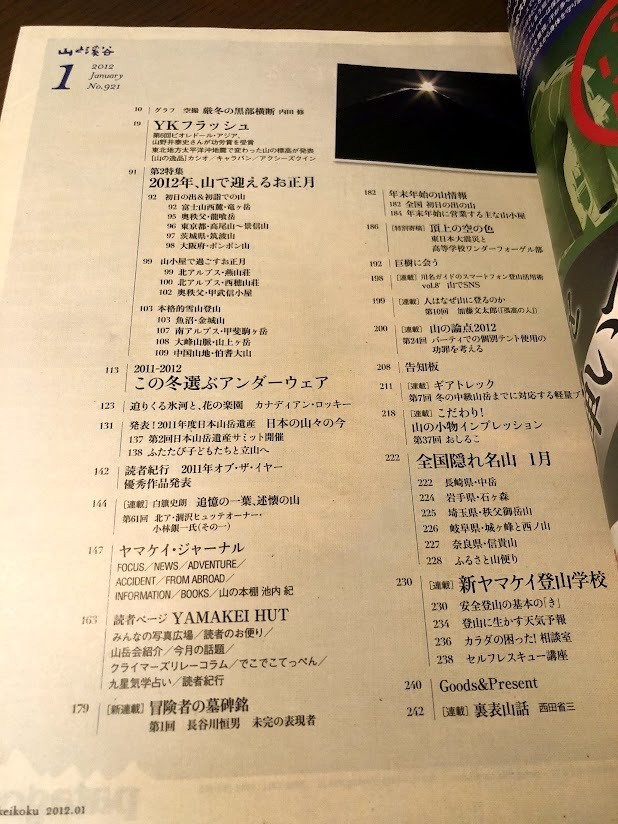 山と溪谷
1
2012
January
No.921
10 グラフ 空撮 厳冬の黒部横断 内田 修
19 YKフラッシュ
第6回ピオレドール・アジア、
山野井泰史さんが功労賞を受賞
東北地方太平洋沖地震で変わった山の標高が発表
[山の逸品]カシオ/キャラバン/アクシーズクイン
91 第2特集
2012年、山で迎えるお正月
92 初日の出&初詣での山
92 富士山西麓・竜ヶ岳
95 奥秩父・龍喰岳
96 東京都・高尾山〜景信山
97 茨城県・筑波山
98 大阪府・ポンポン山
99 山小屋で過ごすお正月
99 北アルプス・燕山荘
100 北アルプス・西穂山荘
102 奥秩父・甲武信小屋
103 本格的雪山登山
103 魚沼・金城山
107 南アルプス・甲斐駒ヶ岳
108 大峰山脈・山上ヶ岳
109 中国山地・伯耆大山
113 2011-2012
この冬選ぶアンダーウェア
123 迫りくる氷河と、花の楽園 カナディアン・ロッキー
131 発表!2011年度日本山岳遺産 日本の山々の今
137 第2回日本山岳遺産サミット開催
138 ふたたび子どもたちと立山へ
142 読者紀行 2011年オブ・ザ・イヤー
優秀作品発表
144 [連載] 白籏史朗 追憶の一葉、述懐の山
第61回 北ア・涸沢ヒュッテオーナー・
小林銀一氏(その一)
147 ヤマケイ・ジャーナル
FOCUS/NEWS/ADVENTURE/
ACCIDENT/FROM ABROAD/
INFORMATION/BOOKS/山の本棚 池内 紀
163 読者ページ YAMAKEI HUT
みんなの写真広場/読者のお便り/
山岳会紹介/今月の話題/
クライマーズリレーコラム/でこでこてっぺん/
九星気学占い/読者紀行
179 [新連載] 冒険者の墓碑銘
第1回 長谷川恒男 未完の表現者
182 年末年始の山情報
182 全国 初日の出の山
184 年末年始に営業する主な山小屋
186 [特別寄稿] 頂上の空の色
東日本大震災と
高等学校ワンダーフォーゲル部
192 巨樹に会う
198 [連載] 川名ガイドのスマートフォン登山活用術
vol.8 山でSNS
199 [連載] 人はなぜ山に登るのか
第10回 加藤文太郎(『孤高の人』)
200 [連載] 山の論点2012
第24回 パーティでの個別テント使用の
功罪を考える
208 告知板
211 [連載] ギアトレック
第7回 冬の中級山岳までに対応する軽量ブ
218 [連載] こだわり!
山の小物インプレッション
第37回 おしるこ
222 全国隠れ名山 1月
222 長崎県・中岳
224 岩手県・石ヶ森
225 埼玉県・秩父御岳山
226 岐阜県・城ヶ峰と西ノ山
227 奈良県・信貴山
228 ふるさと山便り
230 [連載] 新ヤマケイ登山学校
230 安全登山の基本の「き」
234 登山に生かす天気予報
236 カラダの困った!相談室
238 セルフレスキュー講座
240 Goods&Present
242 [連載] 裏表山話 西田省三
keikoku 2012.01